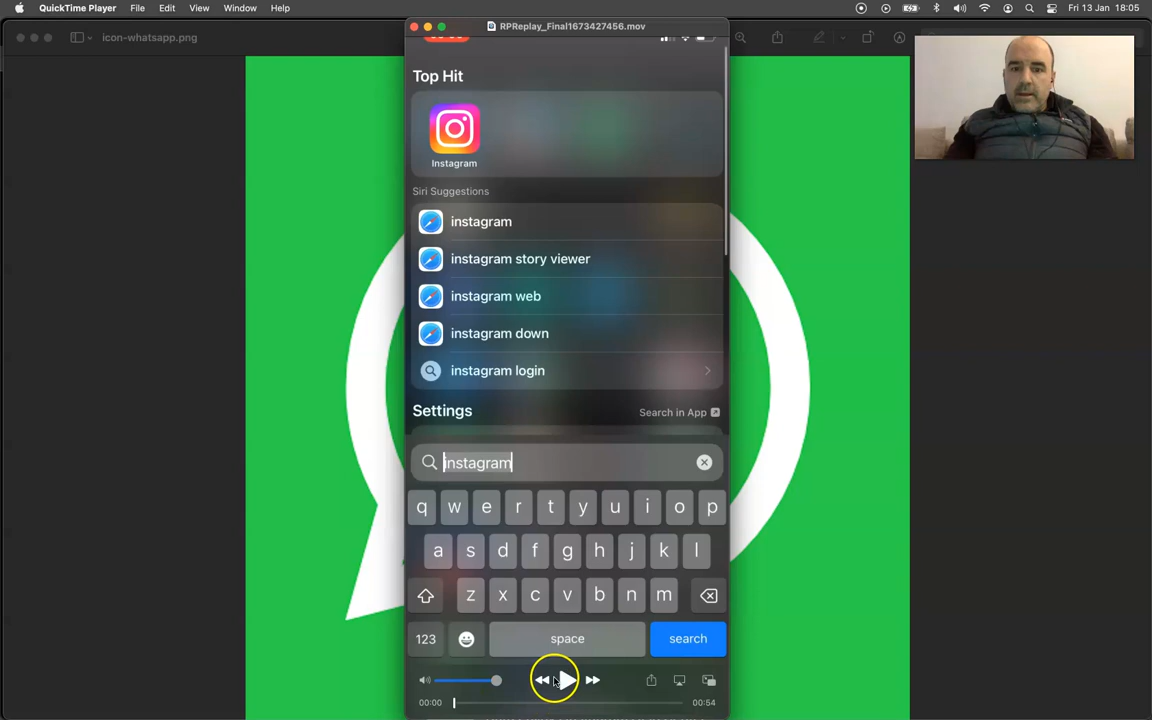 QuickTime Player File Edit View Window Help Fri 13 Jan 18:05
icon-whatsapp.png
RPReplay_Final1673427456.mov
Top Hit
Instagram
Siri Suggestions
instagram
instagram story viewer
instagram web
instagram down
instagram login
Settings Search in App
instagram
q w e r t y u i o p
a s d f g h j k l
z x c v b n m
123 space search
00:00 00:54